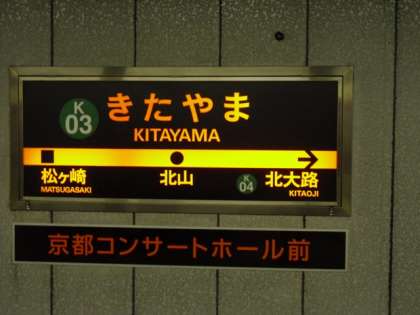 K
03
きたやま
KITAYAMA
松ヶ崎
MATSUGASAKI
北山
K
04
北大路
KITAOJI
京都コンサートホール前